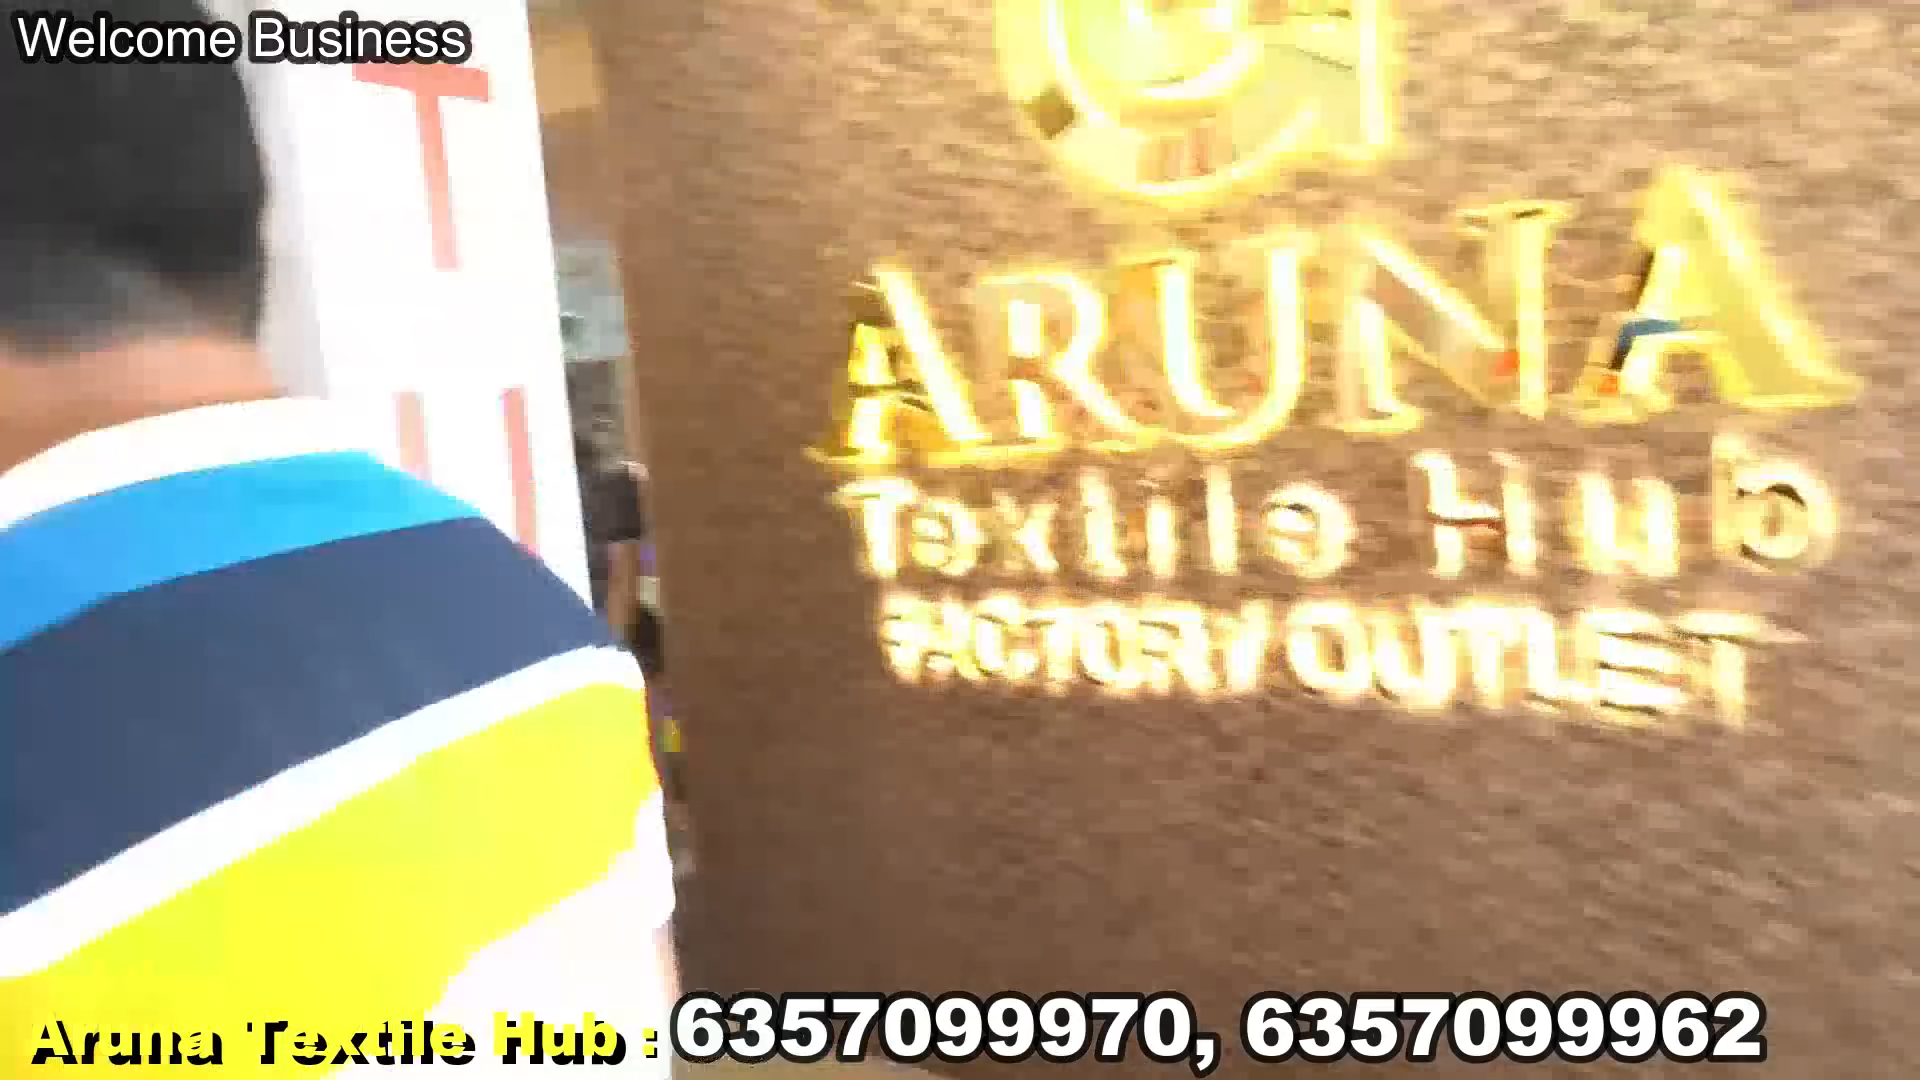 Welcome Business
ARUNA
Textile Hub
FACTORY OUTLET
Aruna Textile Hub : 6357099970, 6357099962